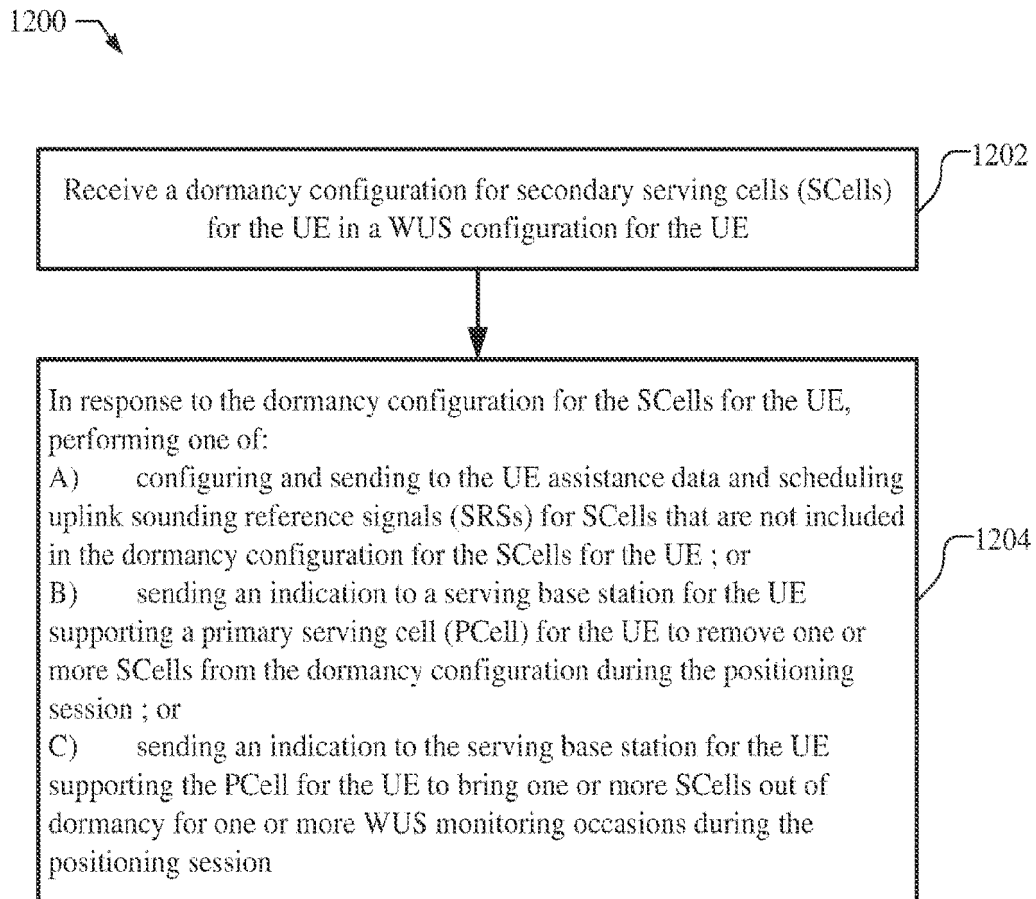 1200
1202
Receive a dormancy configuration for secondary serving cells (SCells)
for the UE in a WUS configuration for the UE
In response to the dormancy configuration for the SCells for the UE,
performing one of:
A) configuring and sending to the UE assistance data and scheduling
uplink sounding reference signals (SRSs) for SCells that are not included
in the dormancy configuration for the SCells for the UE ; or
1204
B) sending an indication to a serving base station for the UE
supporting a primary serving cell (PCell) for the UE to remove one or
more SCells from the dormancy configuration during the positioning
session ; or
C) sending an indication to the serving base station for the UE
supporting the PCell for the UE to bring one or more SCells out of
dormancy for one or more WUS monitoring occasions during the
positioning session